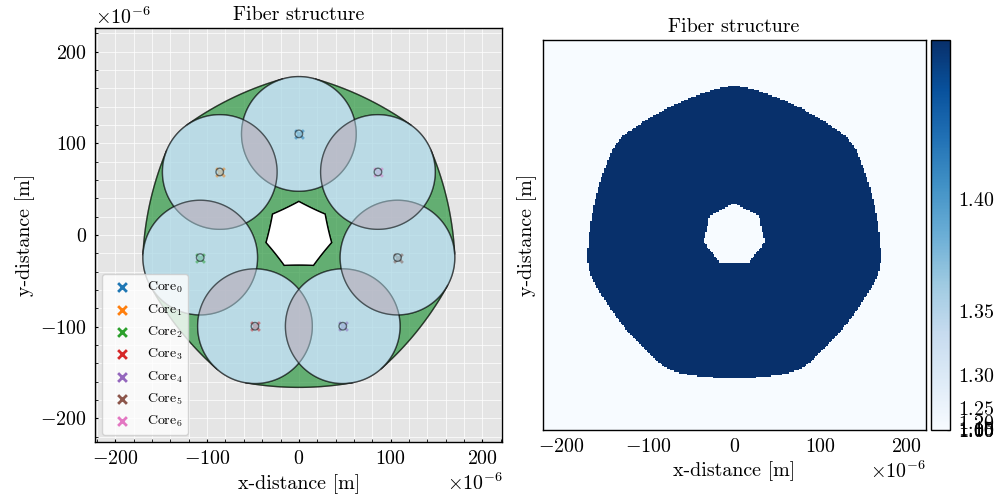 Fiber structure
×10⁻⁶
200
100
0
−100
−200
y-distance [m]
Core₀
Core₁
Core₂
Core₃
Core₄
Core₅
Core₆
−200 −100 0 100 200
x-distance [m]
×10⁻⁶
Fiber structure
y-distance [m]
−200 −100 0 100 200
x-distance [m]
×10⁻⁶
1.40
1.35
1.30
1.25